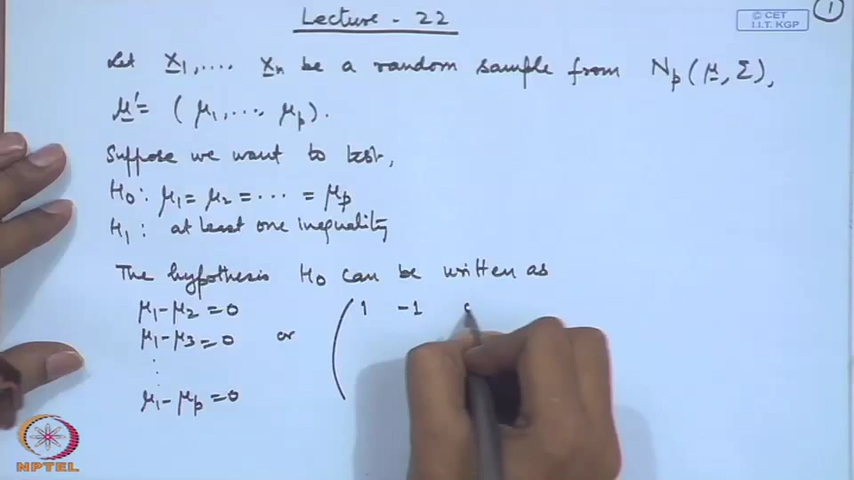 Lecture - 22
1
© CET
I.I.T. KGP
Let X1, .... Xn be a random sample from Np(μ, Σ),
μ' = (μ1, ..., μp).
Suppose we want to test,
H0: μ1 = μ2 = ... = μp
H1: at least one inequality
The hypothesis H0 can be written as
μ1 - μ2 = 0
μ1 - μ3 = 0 or ( 1 -1
⋮
μ1 - μp = 0
NPTEL